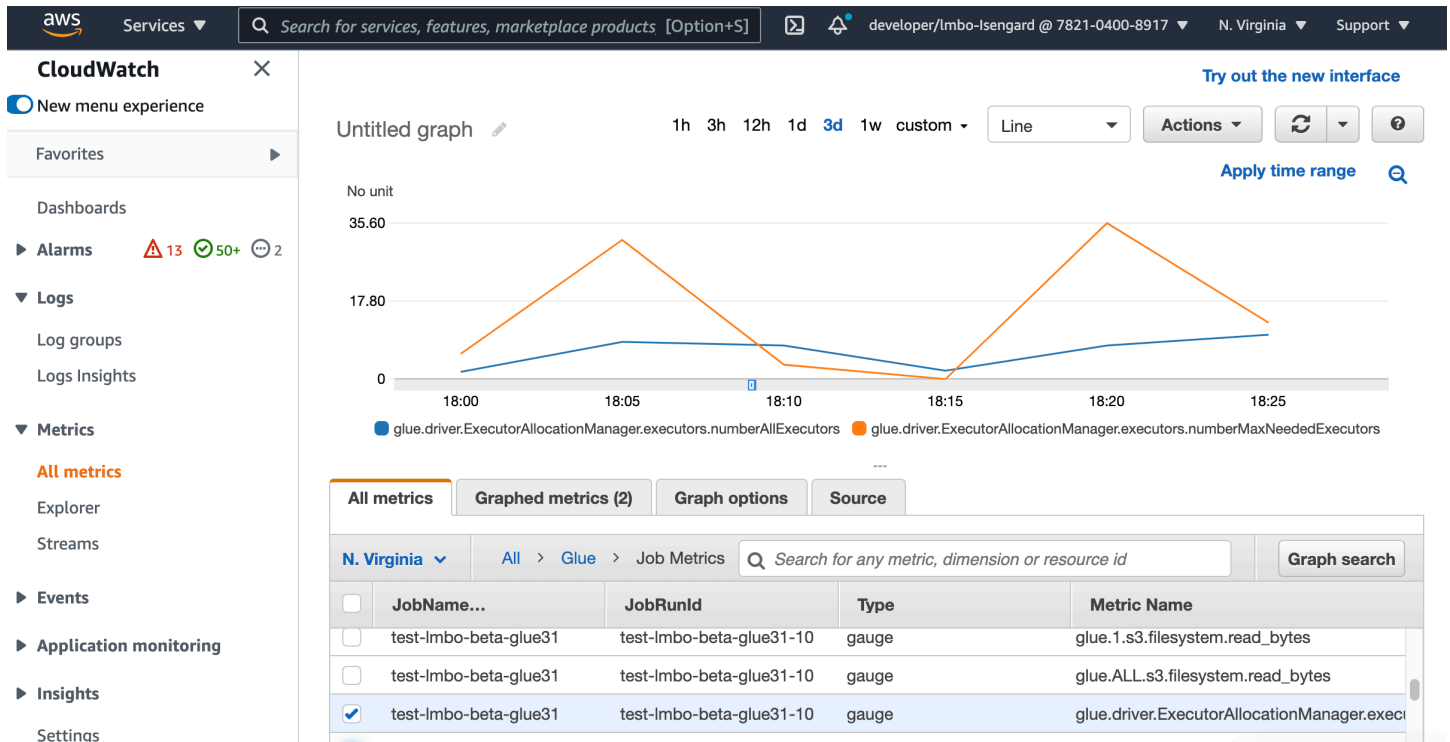 aws
Services
Search for services, features, marketplace products, [Option+S]
developer/lmbo-Isengard @ 7821-0400-8917
N. Virginia
Support
CloudWatch
New menu experience
Favorites
Dashboards
Alarms 13 50+ 2
Logs
Log groups
Logs Insights
Metrics
All metrics
Explorer
Streams
Events
Application monitoring
Insights
Settings
Try out the new interface
Untitled graph
1h 3h 12h 1d 3d 1w custom
Line
Actions
?
Apply time range
No unit
35.60
17.80
0
18:00 18:05 18:10 18:15 18:20 18:25
glue.driver.ExecutorAllocationManager.executors.numberAllExecutors
glue.driver.ExecutorAllocationManager.executors.numberMaxNeededExecutors
All metrics
Graphed metrics (2)
Graph options
Source
N. Virginia
All > Glue > Job Metrics
Search for any metric, dimension or resource id
Graph search
JobName... JobRunId Type Metric Name
test-lmbo-beta-glue31 test-lmbo-beta-glue31-10 gauge glue.1.s3.filesystem.read_bytes
test-lmbo-beta-glue31 test-lmbo-beta-glue31-10 gauge glue.ALL.s3.filesystem.read_bytes
test-lmbo-beta-glue31 test-lmbo-beta-glue31-10 gauge glue.driver.ExecutorAllocationManager.execu